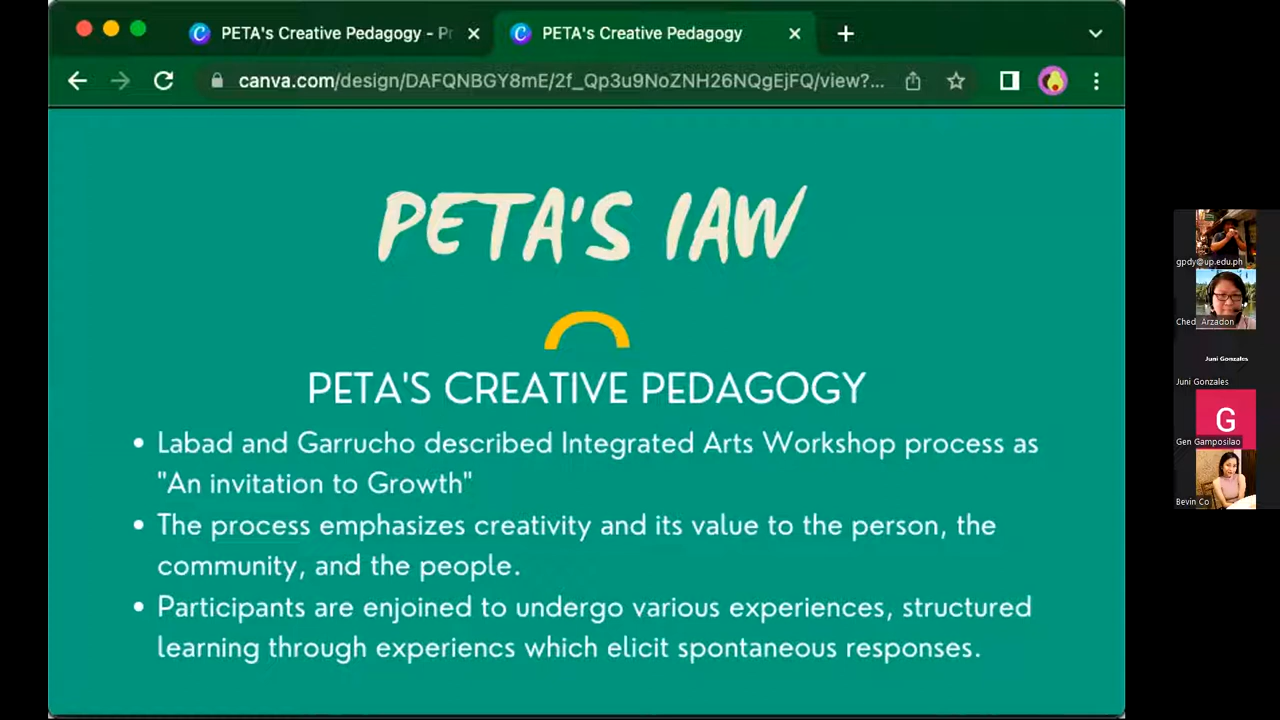 PETA's Creative Pedagogy - Pr
PETA's Creative Pedagogy
canva.com/design/DAFQNBGY8mE/2f_Qp3u9NoZNH26NQgEjFQ/view?...
PETA'S IAW
PETA'S CREATIVE PEDAGOGY
• Labad and Garrucho described Integrated Arts Workshop process as
"An invitation to Growth"
• The process emphasizes creativity and its value to the person, the
community, and the people.
• Participants are enjoined to undergo various experiences, structured
learning through experiencs which elicit spontaneous responses.
gpdy@up.edu.ph
Ched Arzadon
Juni Gonzales
Juni Gonzales
G
Gen Gamposilao
Bevin Co